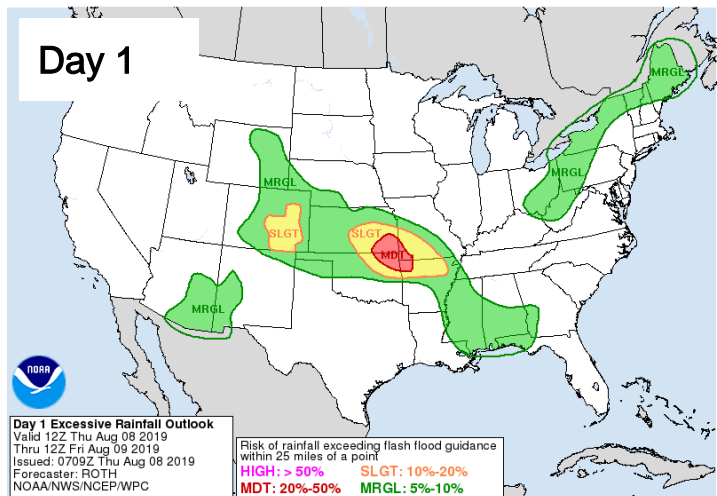 Day 1
MRGL
MRGL
MRGL
SLGT
SLGT
MDT
MRGL
NOAA
Day 1 Excessive Rainfall Outlook
Valid 12Z Thu Aug 08 2019
Thru 12Z Fri Aug 09 2019
Issued: 0709Z Thu Aug 08 2019
Forecaster: ROTH
NOAA/NWS/NCEP/WPC
Risk of rainfall exceeding flash flood guidance
within 25 miles of a point
HIGH: > 50% SLGT: 10%-20%
MDT: 20%-50% MRGL: 5%-10%